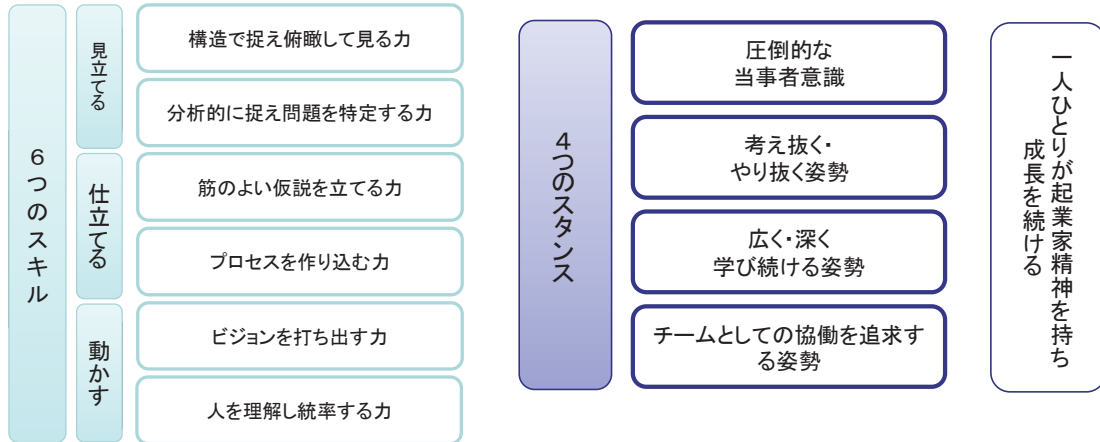 6つのスキル
見立てる
構造で捉え俯瞰して見る力
分析的に捉え問題を特定する力
仕立てる
筋のよい仮説を立てる力
プロセスを作り込む力
動かす
ビジョンを打ち出す力
人を理解し統率する力
4つのスタンス
圧倒的な
当事者意識
考え抜く・
やり抜く姿勢
広く・深く
学び続ける姿勢
チームとしての協働を追求す
る姿勢
一人ひとりが起業家精神を持ち
成長を続ける